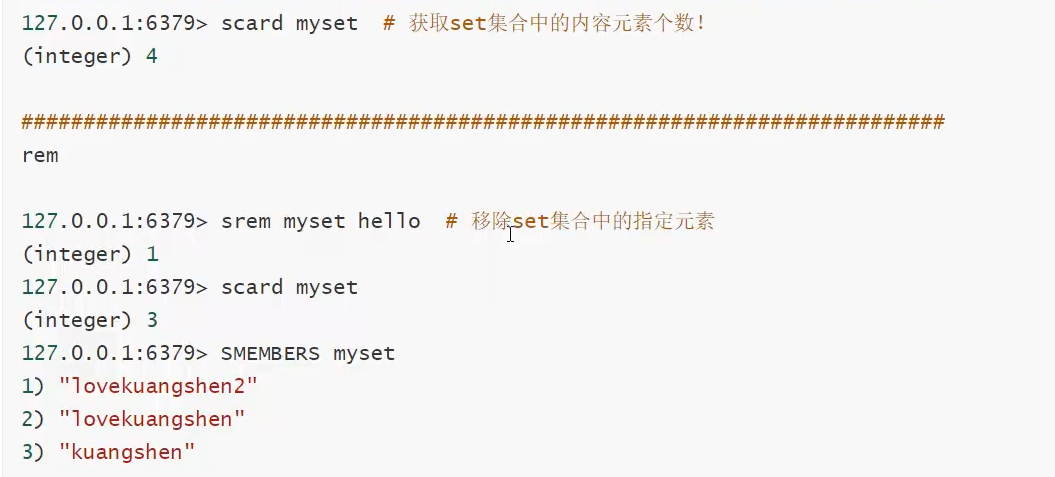 127.0.0.1:6379> scard myset  # 获取set集合中的内容元素个数!
(integer) 4
##########################################################################
rem
127.0.0.1:6379> srem myset hello  # 移除set集合中的指定元素
(integer) 1
127.0.0.1:6379> scard myset
(integer) 3
127.0.0.1:6379> SMEMBERS myset
1) "lovekuangshen2"
2) "lovekuangshen"
3) "kuangshen"